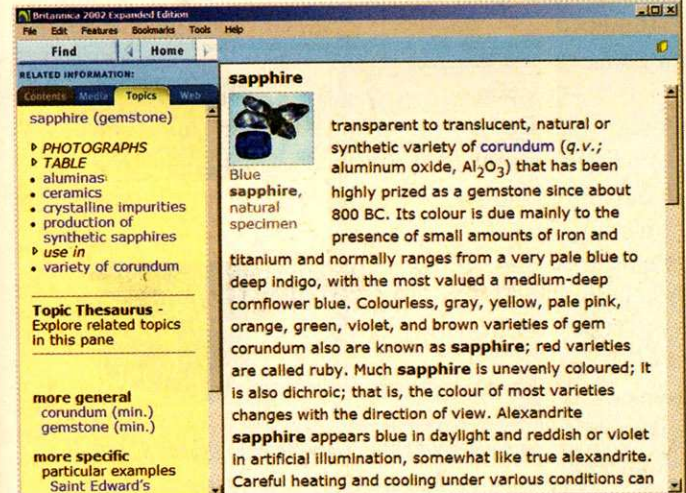 Britannica 2002 Expanded Edition
File Edit Features Bookmarks Tools Help
Find Home
RELATED INFORMATION:
Contents Media Topics Web
sapphire (gemstone)
PHOTOGRAPHS
TABLE
aluminas
ceramics
crystalline impurities
production of
synthetic sapphires
use in
variety of corundum
Topic Thesaurus -
Explore related topics
in this pane
more general
corundum (min.)
gemstone (min.)
more specific
particular examples
Saint Edward's
sapphire
Blue
sapphire,
natural
specimen
transparent to translucent, natural or
synthetic variety of corundum (q.v.;
aluminum oxide, Al₂O₃) that has been
highly prized as a gemstone since about
800 BC. Its colour is due mainly to the
presence of small amounts of iron and
titanium and normally ranges from a very pale blue to
deep indigo, with the most valued a medium-deep
cornflower blue. Colourless, gray, yellow, pale pink,
orange, green, violet, and brown varieties of gem
corundum also are known as sapphire; red varieties
are called ruby. Much sapphire is unevenly coloured; it
is also dichroic; that is, the colour of most varieties
changes with the direction of view. Alexandrite
sapphire appears blue in daylight and reddish or violet
in artificial illumination, somewhat like true alexandrite.
Careful heating and cooling under various conditions can